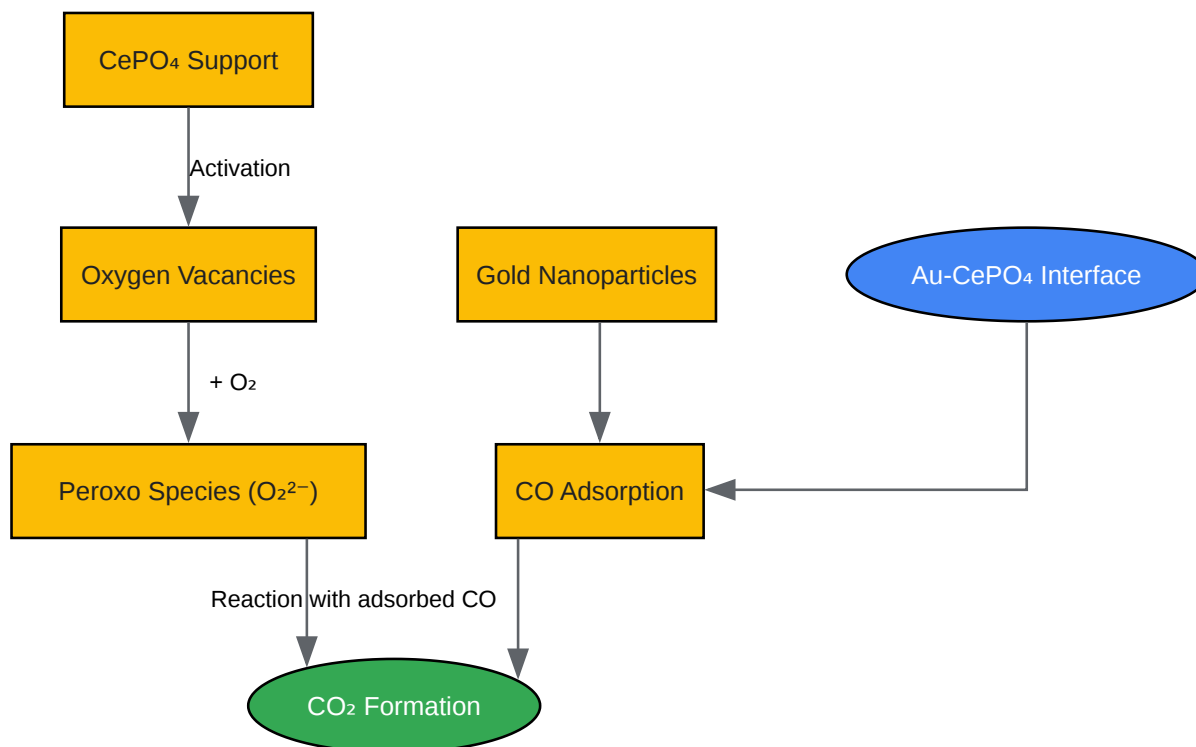 CePO₄ Support
Activation
Oxygen Vacancies
Gold Nanoparticles
Au-CePO₄ Interface
+ O₂
Peroxo Species (O₂²⁻)
CO Adsorption
Reaction with adsorbed CO
CO₂ Formation